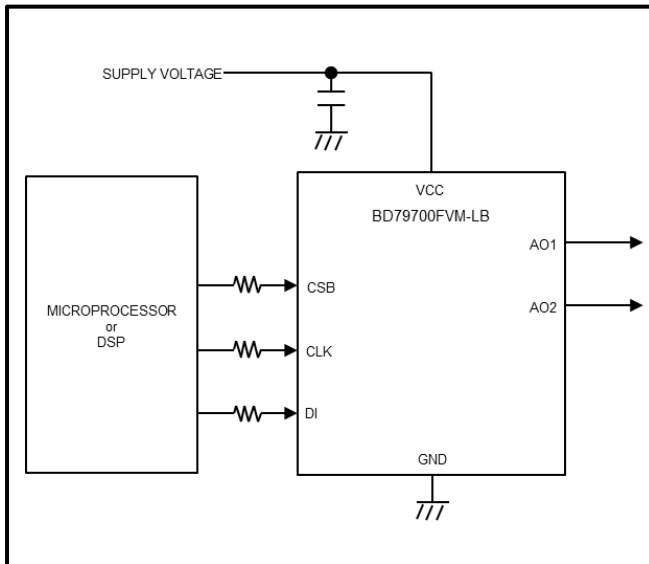 SUPPLY VOLTAGE
VCC
BD79700FVM-LB
AO1
AO2
MICROPROCESSOR
or
DSP
CSB
CLK
DI
GND